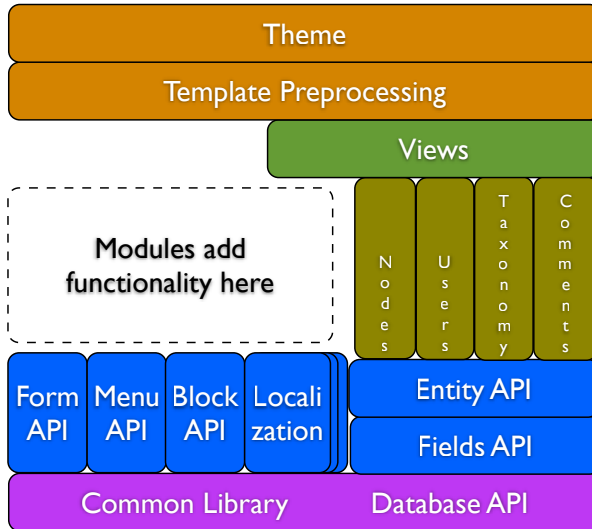 Theme
Template Preprocessing
Views
Modules add
functionality here
Nodes
Users
Taxonomy
Comments
Form
API
Menu
API
Block
API
Locali
zation
Entity API
Fields API
Common Library
Database API